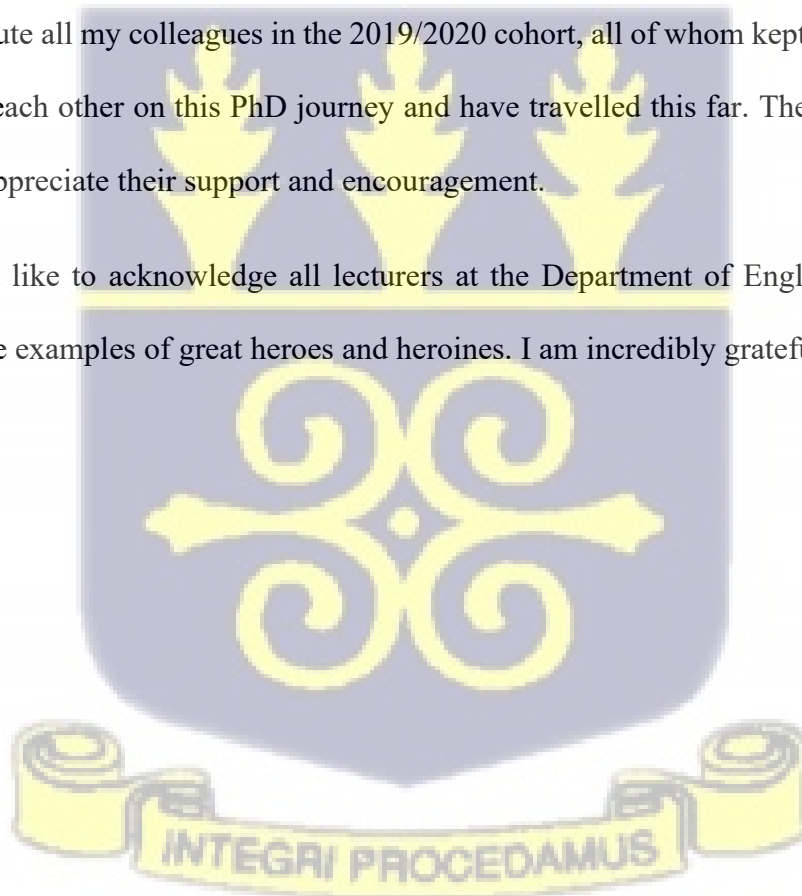 ute all my colleagues in the 2019/2020 cohort, all of whom kept
each other on this PhD journey and have travelled this far. The
ppreciate their support and encouragement.
like to acknowledge all lecturers at the Department of Engl
e examples of great heroes and heroines. I am incredibly gratefu
INTEGRI PROCEDAMUS